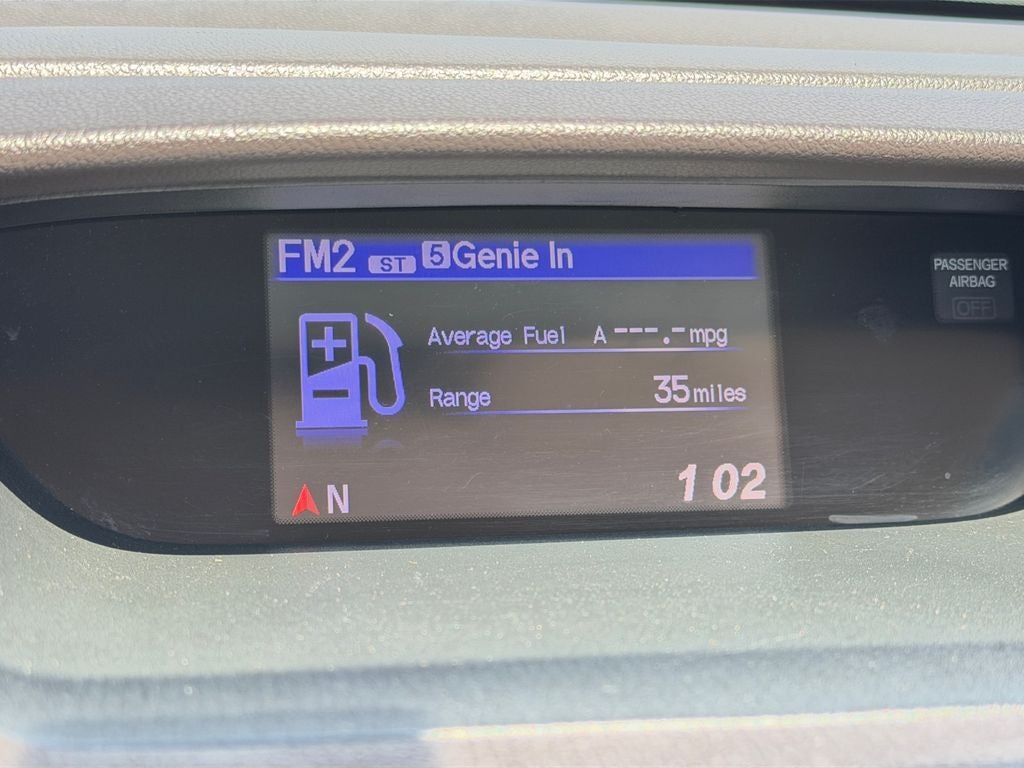 FM2 ST 5 Genie In
PASSENGER
AIRBAG
OFF
Average Fuel A ---.- mpg
Range 35 miles
N 1 02